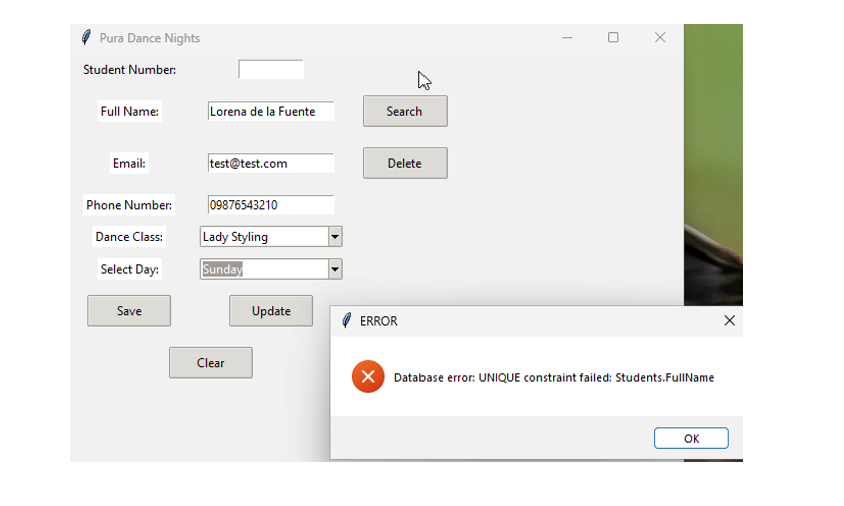 Pura Dance Nights
Student Number:
Full Name: Lorena de la Fuente Search
Email: test@test.com Delete
Phone Number: 09876543210
Dance Class: Lady Styling
Select Day: Sunday
Save Update
Clear
ERROR
Database error: UNIQUE constraint failed: Students.FullName
OK